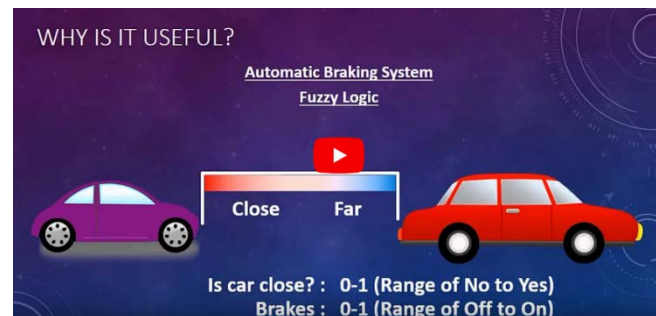 WHY IS IT USEFUL?
Automatic Braking System
Fuzzy Logic
Close Far
Is car close? : 0-1 (Range of No to Yes)
Brakes : 0-1 (Range of Off to On)